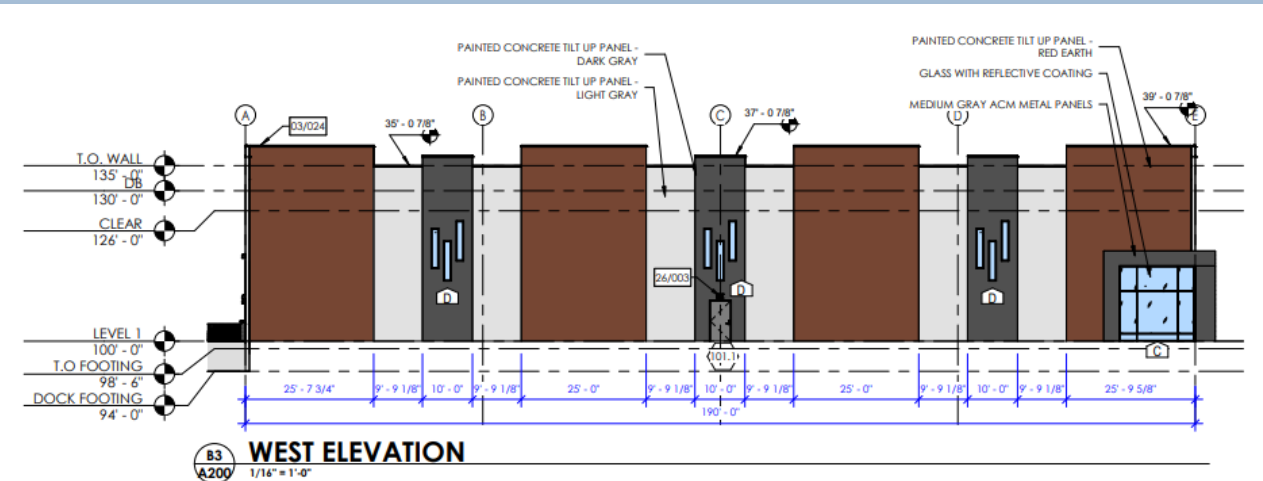 PAINTED CONCRETE TILT UP PANEL -
DARK GRAY
PAINTED CONCRETE TILT UP PANEL -
LIGHT GRAY
PAINTED CONCRETE TILT UP PANEL -
RED EARTH
GLASS WITH REFLECTIVE COATING
MEDIUM GRAY ACM METAL PANELS
A
B
C
D
E
03/024
35' - 0 7/8"
37' - 0 7/8"
39' - 0 7/8"
T.O. WALL
135' - 0"
DB
130' - 0"
CLEAR
126' - 0"
26/003
D
D
D
C
101.1
LEVEL 1
100' - 0"
T.O FOOTING
98' - 6"
DOCK FOOTING
94' - 0"
25' - 7 3/4"
9' - 9 1/8"
10' - 0"
9' - 9 1/8"
25' - 0"
9' - 9 1/8"
10' - 0"
9' - 9 1/8"
25' - 0"
9' - 9 1/8"
10' - 0"
9' - 9 1/8"
25' - 9 5/8"
190' - 0"
B3
A200
WEST ELEVATION
1/16" = 1'-0"